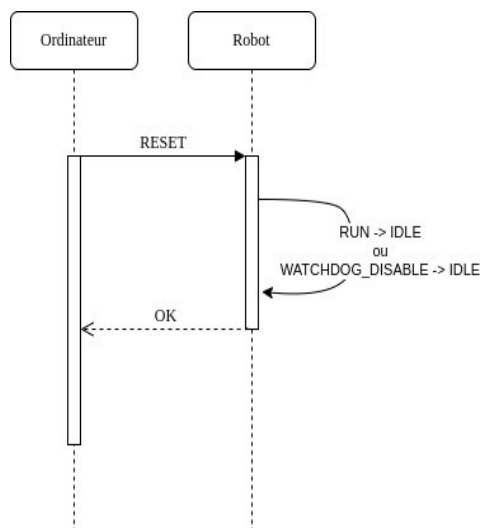 Ordinateur
Robot
RESET
RUN -> IDLE
ou
WATCHDOG_DISABLE -> IDLE
OK